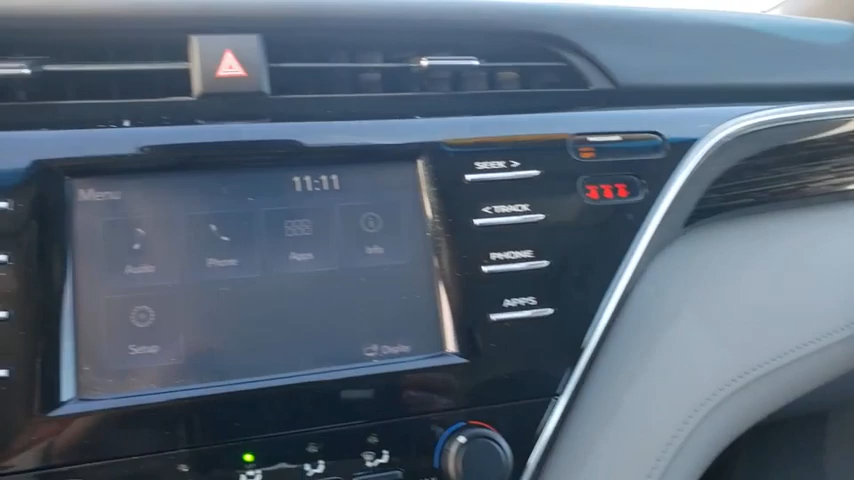 Menu
11:11
SEEK >
< TRACK
PHONE
APPS
Audio
Phone
Apps
Info
Setup
Display